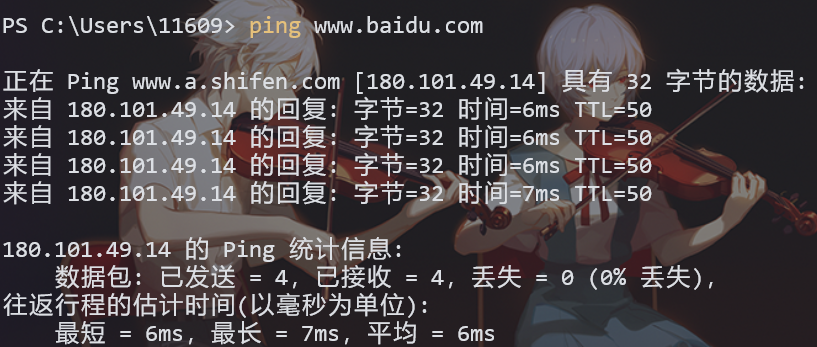 PS C:\Users\11609> ping www.baidu.com
正在 Ping www.a.shifen.com [180.101.49.14] 具有 32 字节的数据:
来自 180.101.49.14 的回复: 字节=32 时间=6ms TTL=50
来自 180.101.49.14 的回复: 字节=32 时间=6ms TTL=50
来自 180.101.49.14 的回复: 字节=32 时间=6ms TTL=50
来自 180.101.49.14 的回复: 字节=32 时间=7ms TTL=50
180.101.49.14 的 Ping 统计信息:
数据包: 已发送 = 4, 已接收 = 4, 丢失 = 0 (0% 丢失),
往返行程的估计时间(以毫秒为单位):
最短 = 6ms, 最长 = 7ms, 平均 = 6ms